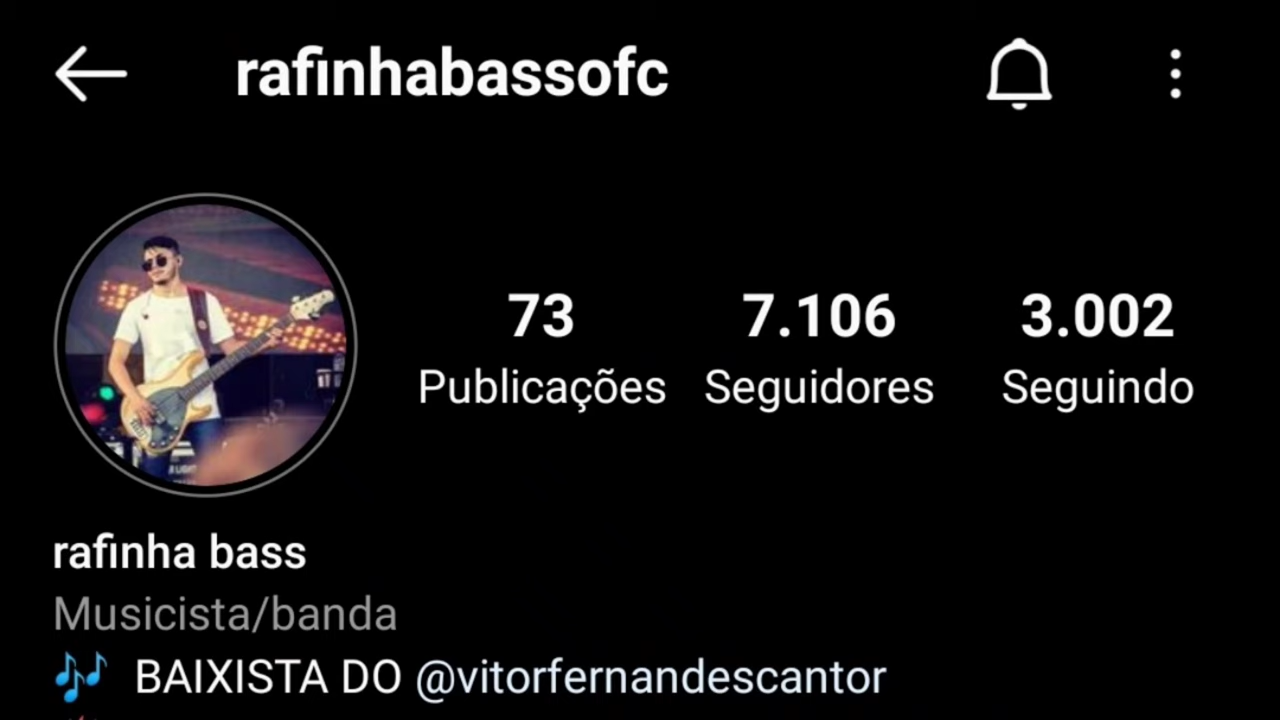 rafinhabassofc
73 7.106 3.002
Publicações Seguidores Seguindo
rafinha bass
Musicista/banda
🎶 BAIXISTA DO @vitorfernandescantor